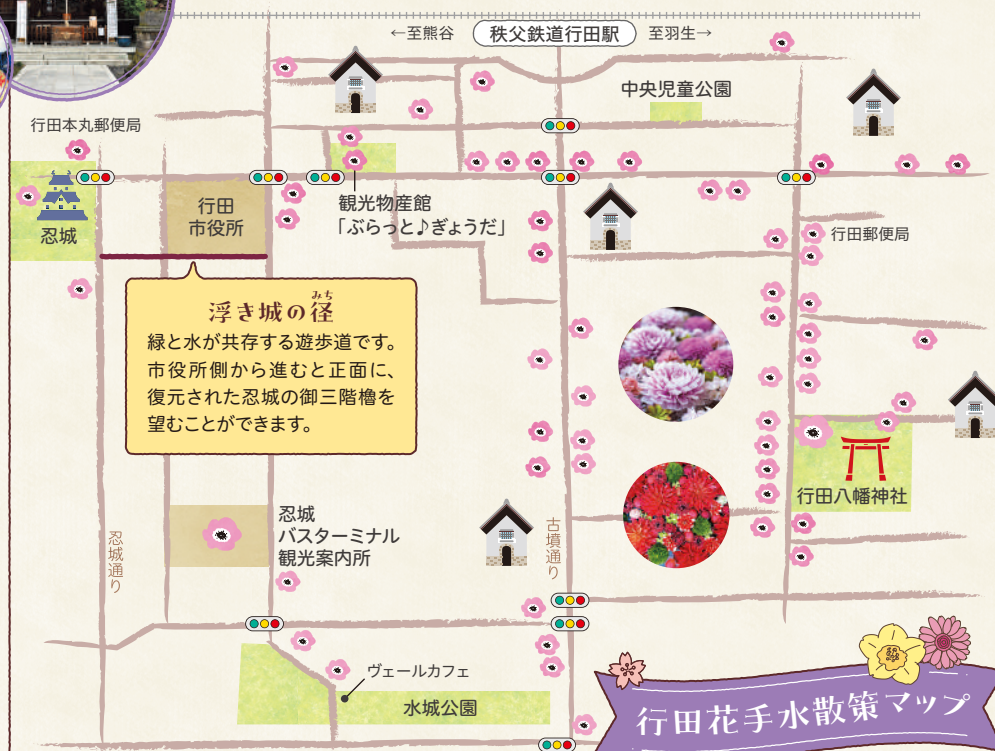 ←至熊谷 秩父鉄道行田駅 至羽生→
中央児童公園
行田本丸郵便局
忍城
行田
市役所
観光物産館
「ぶらっと♪ぎょうだ」
行田郵便局
浮き城の径
みち
緑と水が共存する遊歩道です。
市役所側から進むと正面に、
復元された忍城の御三階櫓を
望むことができます。
行田八幡神社
忍城
バスターミナル
観光案内所
忍城通り
古墳通り
ヴェールカフェ
水城公園
行田花手水散策マップ